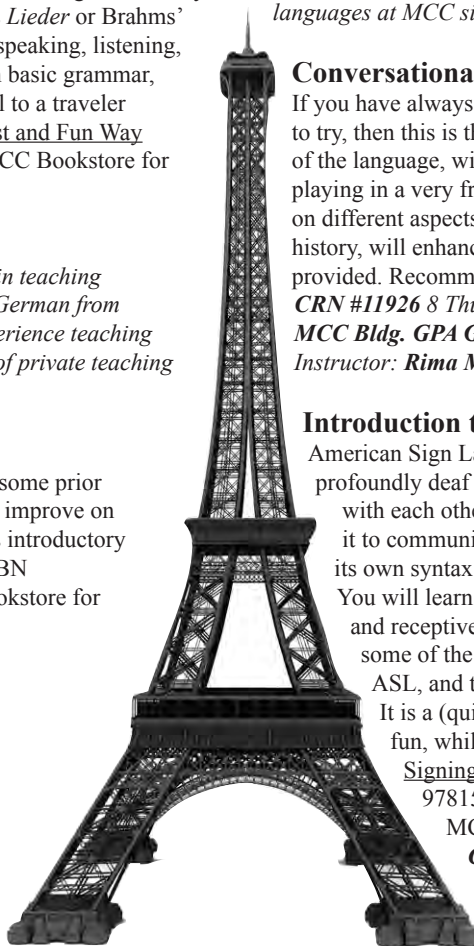 Lieder or Brahms’
speaking, listening,
basic grammar,
l to a traveler
st and Fun Way
CC Bookstore for
in teaching
German from
erience teaching
of private teaching
some prior
improve on
introductory
BN
okstore for
languages at MCC si
Conversational
If you have always
to try, then this is th
of the language, wi
playing in a very fr
on different aspects
history, will enhanc
provided. Recomm
CRN #11926 8 Thu
MCC Bldg. GPA G
Instructor: Rima M
Introduction t
American Sign La
profoundly deaf
with each othe
it to communi
its own syntax
You will learn
and receptive
some of the
ASL, and t
It is a (qui
fun, whil
Signing
97815
MC